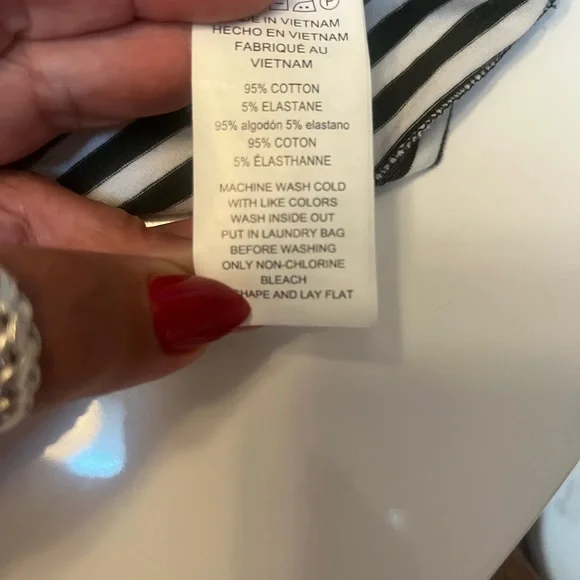 IN VIETNAM
HECHO EN VIETNAM
FABRIQUÉ AU
VIETNAM
95% COTTON
5% ELASTANE
95% algodón 5% elastano
95% COTON
5% ÉLASTHANNE
MACHINE WASH COLD
WITH LIKE COLORS
WASH INSIDE OUT
PUT IN LAUNDRY BAG
BEFORE WASHING
ONLY NON-CHLORINE
BLEACH
AND LAY FLAT